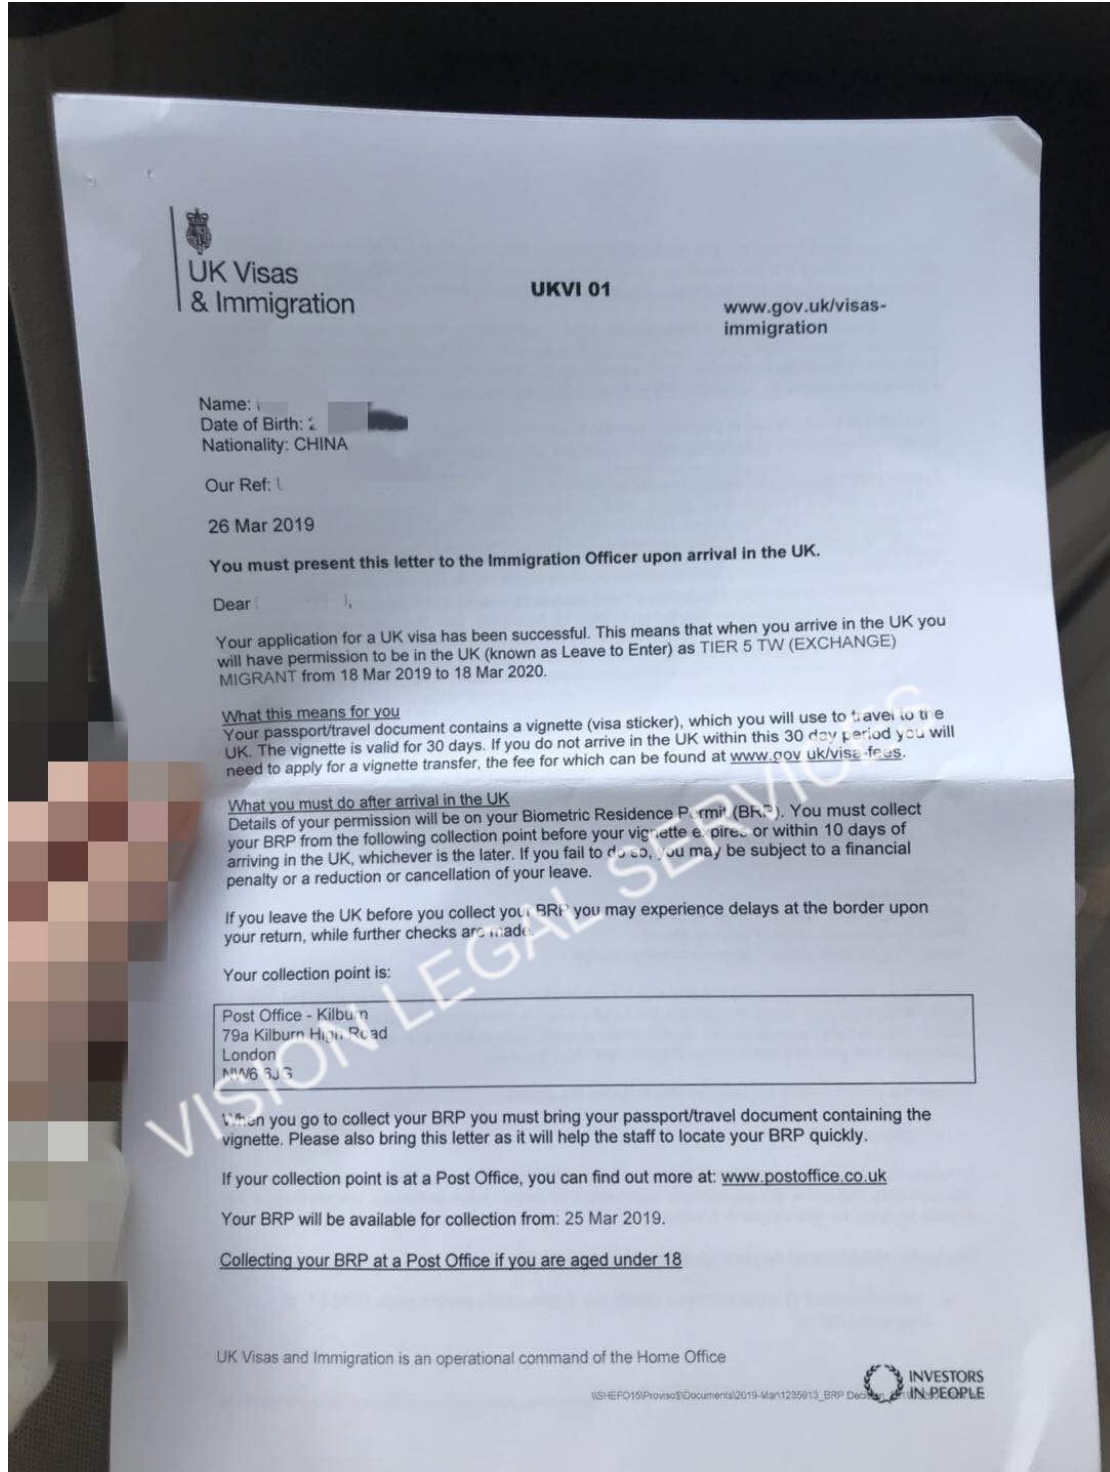 UK Visas
& Immigration
UKVI 01
www.gov.uk/visas-
immigration
Name:
Date of Birth: 2
Nationality: CHINA
Our Ref:
26 Mar 2019
You must present this letter to the Immigration Officer upon arrival in the UK.
Dear ,
Your application for a UK visa has been successful. This means that when you arrive in the UK you
will have permission to be in the UK (known as Leave to Enter) as TIER 5 TW (EXCHANGE)
MIGRANT from 18 Mar 2019 to 18 Mar 2020.
What this means for you
Your passport/travel document contains a vignette (visa sticker), which you will use to travel to the
UK. The vignette is valid for 30 days. If you do not arrive in the UK within this 30 day period you will
need to apply for a vignette transfer, the fee for which can be found at www.gov.uk/visa-fees.
What you must do after arrival in the UK
Details of your permission will be on your Biometric Residence Permit (BRP). You must collect
your BRP from the following collection point before your vignette expires or within 10 days of
arriving in the UK, whichever is the later. If you fail to do so, you may be subject to a financial
penalty or a reduction or cancellation of your leave.
If you leave the UK before you collect your BRP you may experience delays at the border upon
your return, while further checks are made.
Your collection point is:
Post Office - Kilburn
79a Kilburn High Road
London
NW6 6JG
When you go to collect your BRP you must bring your passport/travel document containing the
vignette. Please also bring this letter as it will help the staff to locate your BRP quickly.
If your collection point is at a Post Office, you can find out more at: www.postoffice.co.uk
Your BRP will be available for collection from: 25 Mar 2019.
Collecting your BRP at a Post Office if you are aged under 18
UK Visas and Immigration is an operational command of the Home Office
INVESTORS
IN PEOPLE
VISION LEGAL SERVICES